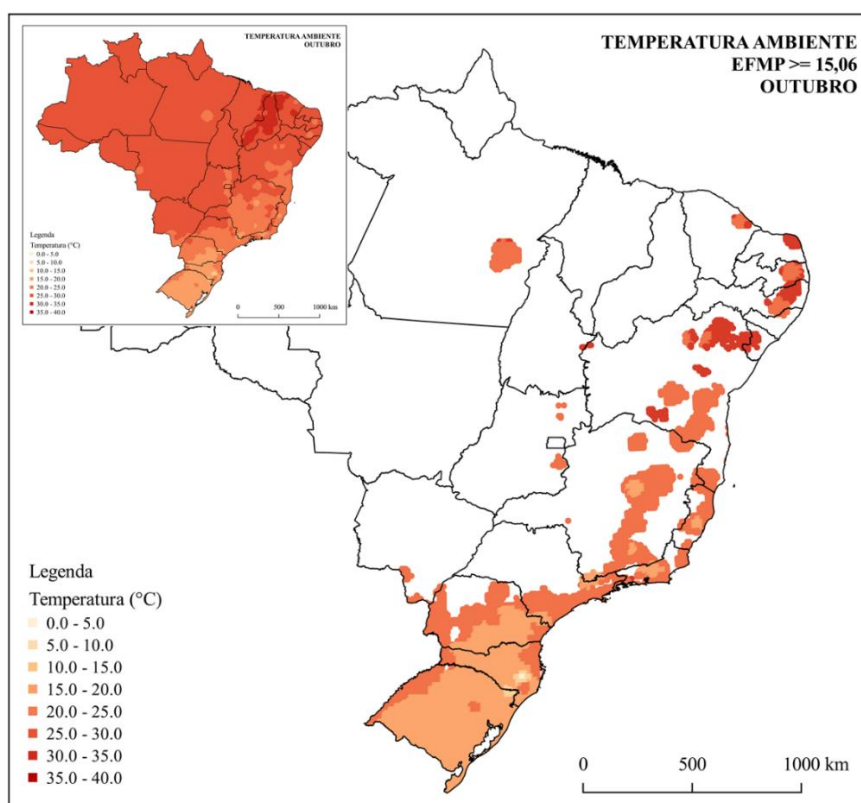 TEMPERATURA AMBIENTE
OUTUBRO
Legenda
Temperatura (°C)
0.0 - 5.0
5.0 - 10.0
10.0 - 15.0
15.0 - 20.0
20.0 - 25.0
25.0 - 30.0
30.0 - 35.0
35.0 - 40.0
0 500 1000 km
TEMPERATURA AMBIENTE
EFMP >= 15,06
OUTUBRO
Legenda
Temperatura (°C)
0.0 - 5.0
5.0 - 10.0
10.0 - 15.0
15.0 - 20.0
20.0 - 25.0
25.0 - 30.0
30.0 - 35.0
35.0 - 40.0
0 500 1000 km